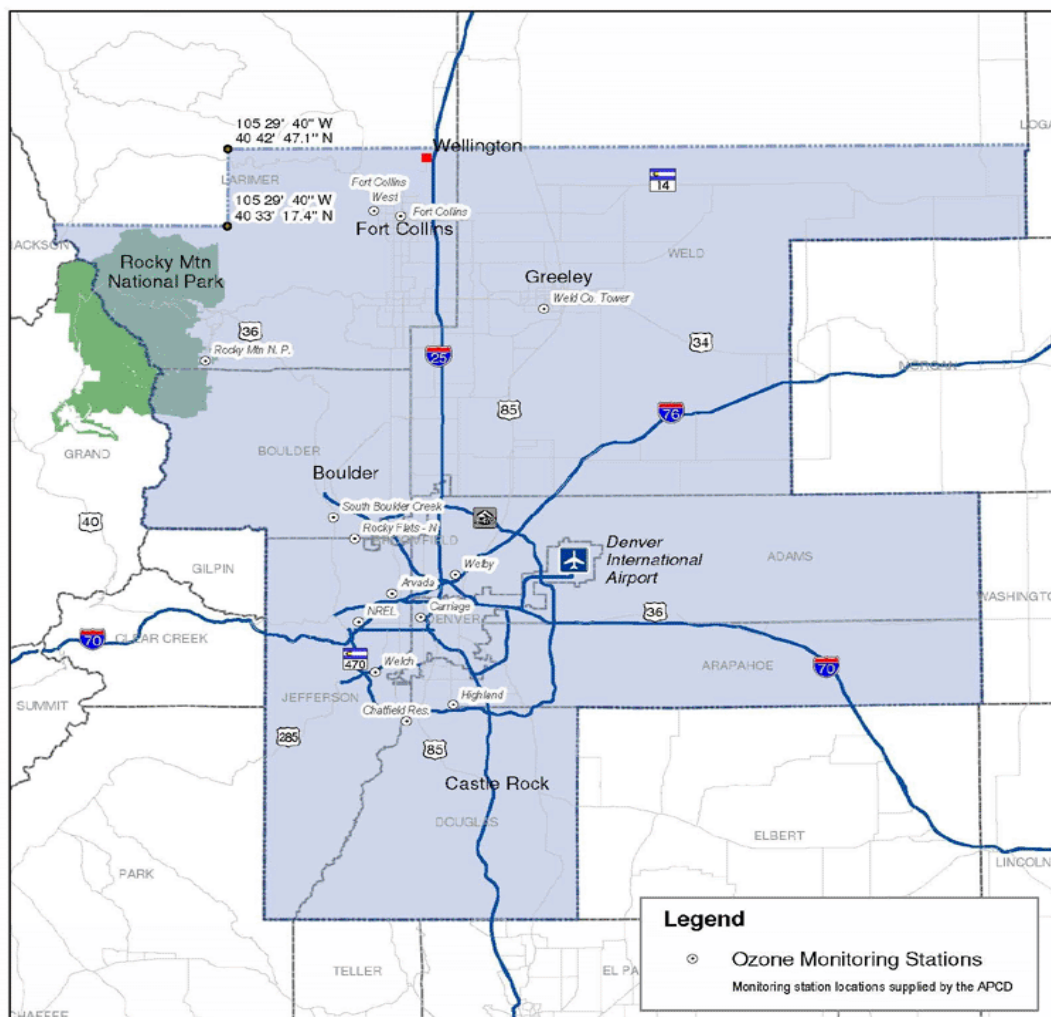 105 29' 40" W
40 42' 47.1" N
Wellington
LOGA
LARIMER
14
Fort Collins
West
105 29' 40" W
40 33' 17.4" N
Fort Collins
Fort Collins
JACKSON
WELD
Rocky Mtn
National Park
Greeley
Weld Co. Tower
36
34
Rocky Mtn N. P.
25
MORGAN
85
76
GRAND
BOULDER
Boulder
South Boulder Creek
40
Rocky Flats - N
BROOMFIELD
Denver
International
Airport
ADAMS
GILPIN
Welby
Arvada
WASHINGTO
NREL
Carriage
36
DENVER
CLEAR CREEK
70
470
Welch
ARAPAHOE
70
JEFFERSON
Highland
SUMMIT
Chatfield Res.
285
85
Castle Rock
DOUGLAS
ELBERT
LINCOLN
PARK
Legend
Ozone Monitoring Stations
Monitoring station locations supplied by the APCD
TELLER
EL PA
CHAFFEE